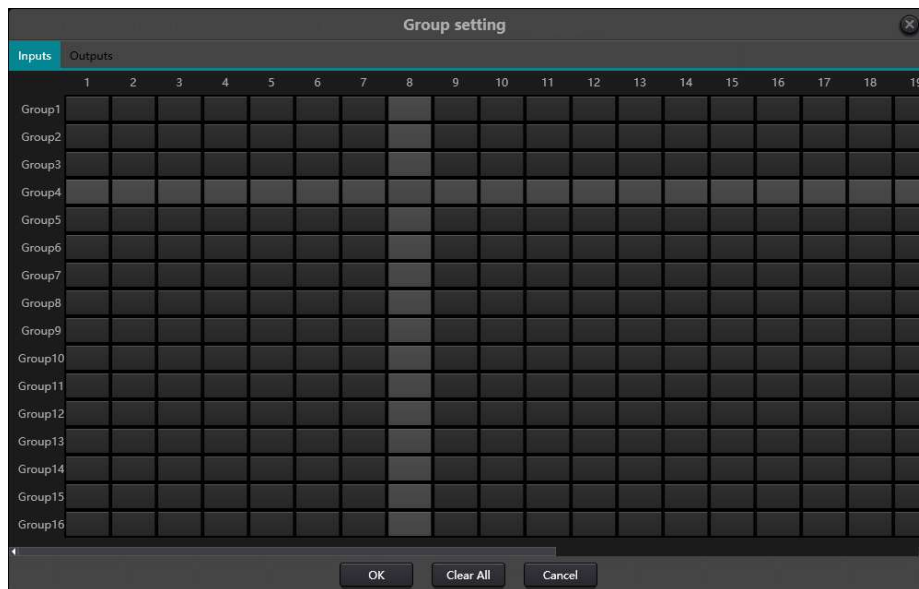 Group setting
Inputs Outputs
1 2 3 4 5 6 7 8 9 10 11 12 13 14 15 16 17 18 19
Group1
Group2
Group3
Group4
Group5
Group6
Group7
Group8
Group9
Group10
Group11
Group12
Group13
Group14
Group15
Group16
OK Clear All Cancel